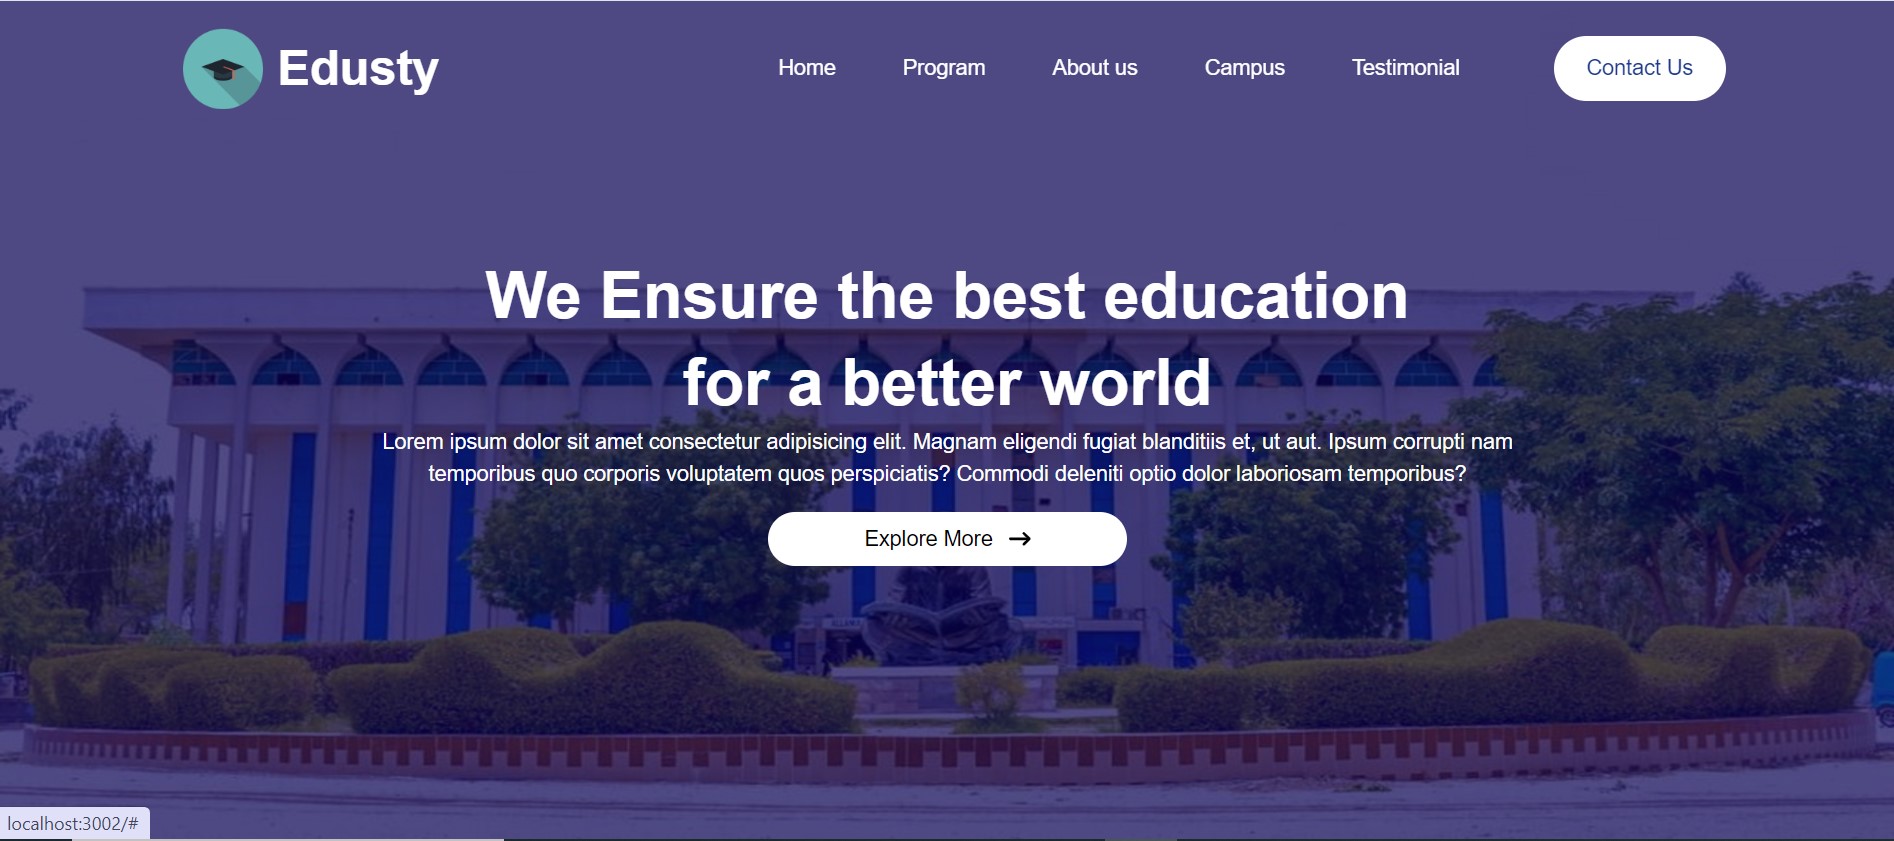 Edusty
Home
Program
About us
Campus
Testimonial
Contact Us
We Ensure the best education
for a better world
Lorem ipsum dolor sit amet consectetur adipisicing elit. Magnam eligendi fugiat blanditiis et, ut aut. Ipsum corrupti nam
temporibus quo corporis voluptatem quos perspiciatis? Commodi deleniti optio dolor laboriosam temporibus?
Explore More
localhost:3002/#